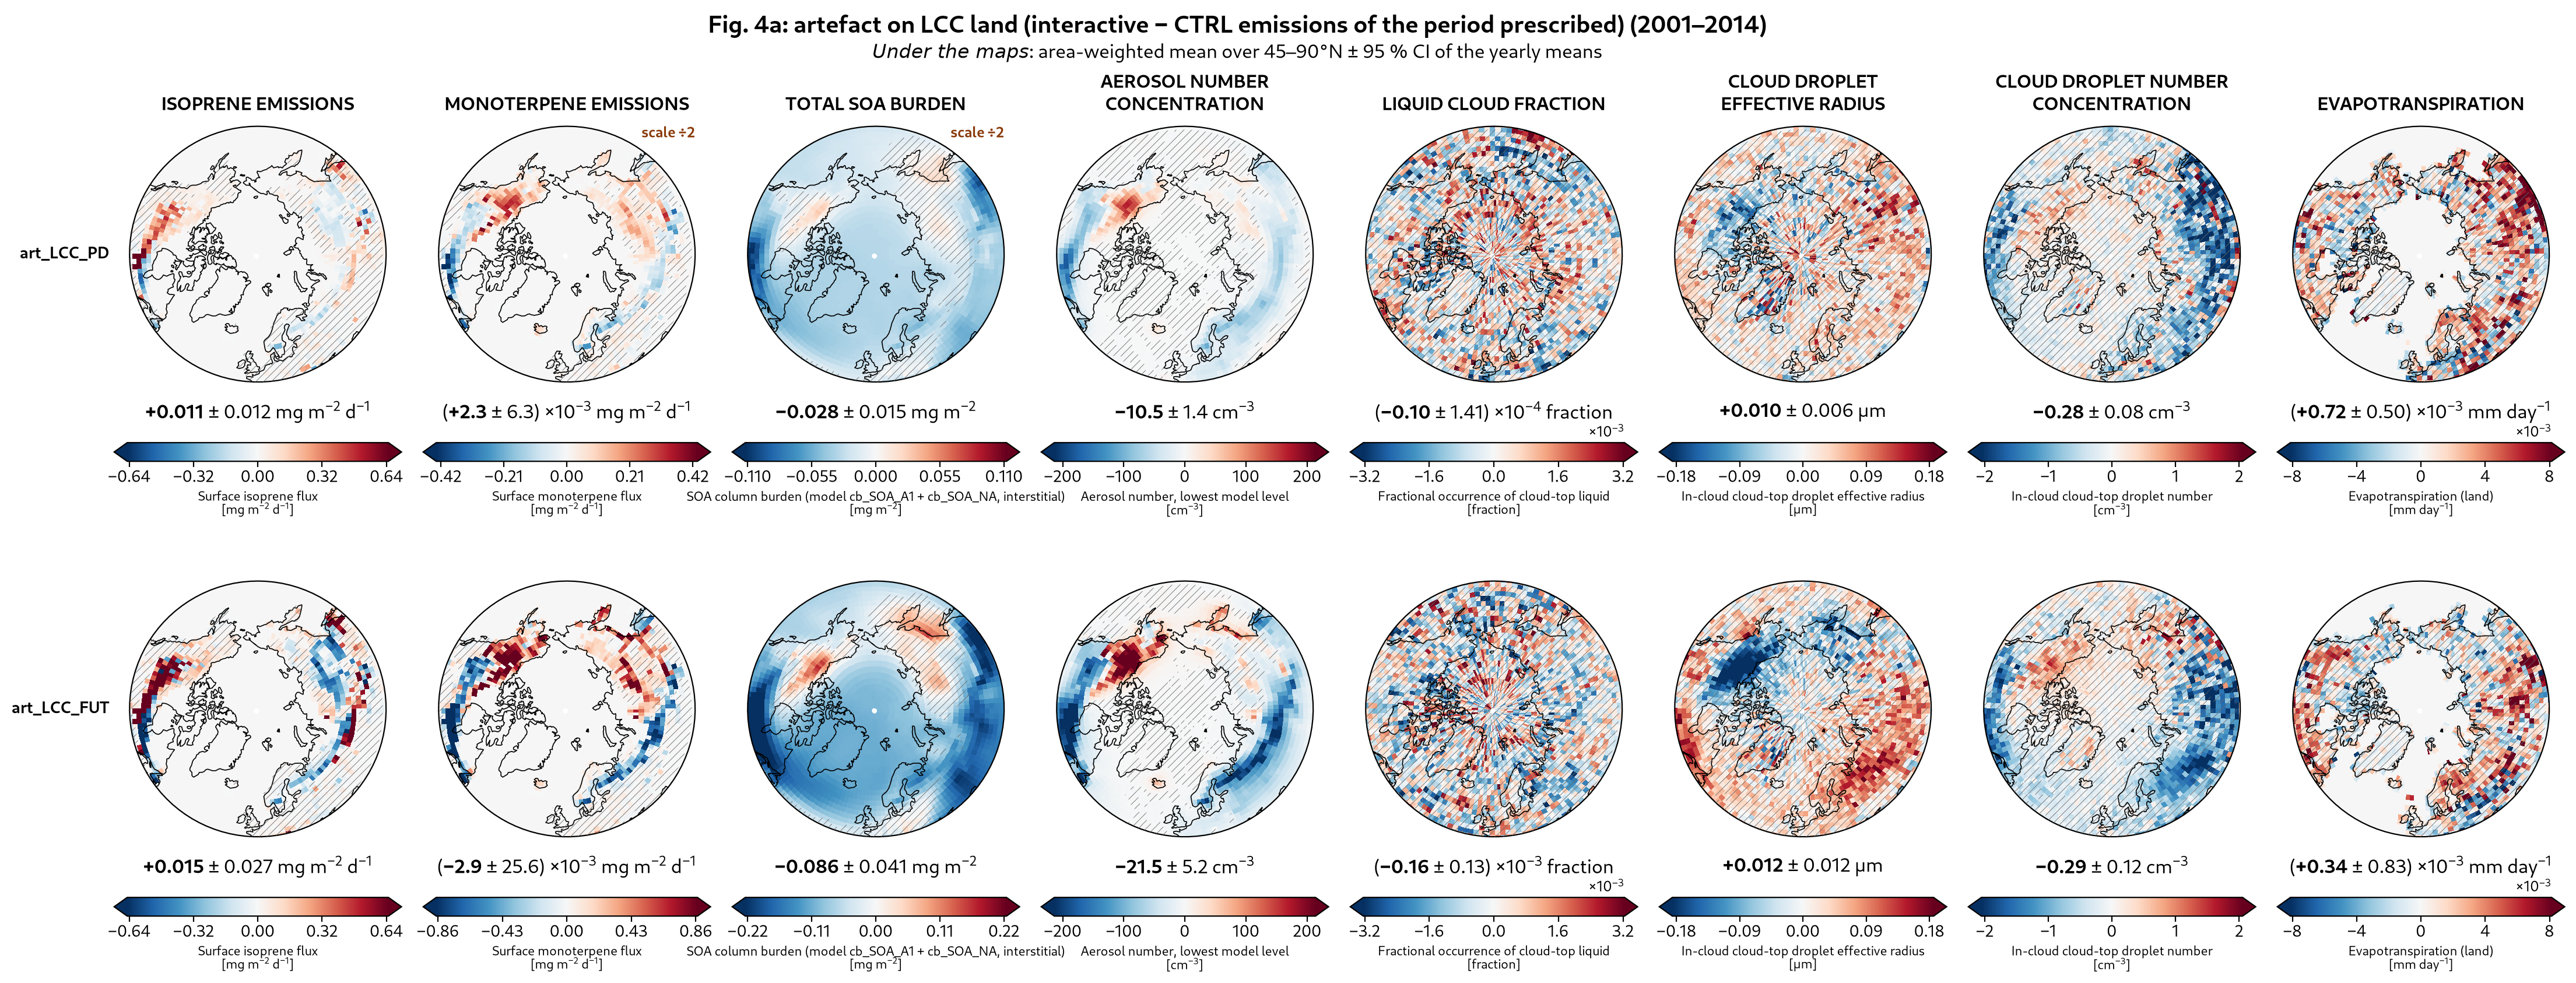 Fig. 4a: artefact on LCC land (interactive − CTRL emissions of the period prescribed) (2001–2014)
Under the maps: area-weighted mean over 45–90°N ± 95 % CI of the yearly means
ISOPRENE EMISSIONS
MONOTERPENE EMISSIONS
TOTAL SOA BURDEN
AEROSOL NUMBER
CONCENTRATION
LIQUID CLOUD FRACTION
CLOUD DROPLET
EFFECTIVE RADIUS
CLOUD DROPLET NUMBER
CONCENTRATION
EVAPOTRANSPIRATION
scale ÷2
scale ÷2
art_LCC_PD
+0.011 ± 0.012 mg m⁻² d⁻¹
(+2.3 ± 6.3) ×10⁻³ mg m⁻² d⁻¹
−0.028 ± 0.015 mg m⁻²
−10.5 ± 1.4 cm⁻³
(−0.10 ± 1.41) ×10⁻⁴ fraction
+0.010 ± 0.006 µm
−0.28 ± 0.08 cm⁻³
(+0.72 ± 0.50) ×10⁻³ mm day⁻¹
×10⁻³
×10⁻³
−0.64 −0.32 0.00 0.32 0.64
−0.42 −0.21 0.00 0.21 0.42
−0.110 −0.055 0.000 0.055 0.110
−200 −100 0 100 200
−3.2 −1.6 0.0 1.6 3.2
−0.18 −0.09 0.00 0.09 0.18
−2 −1 0 1 2
−8 −4 0 4 8
Surface isoprene flux
[mg m⁻² d⁻¹]
Surface monoterpene flux
[mg m⁻² d⁻¹]
SOA column burden (model cb_SOA_A1 + cb_SOA_NA, interstitial)
[mg m⁻²]
Aerosol number, lowest model level
[cm⁻³]
Fractional occurrence of cloud-top liquid
[fraction]
In-cloud cloud-top droplet effective radius
[µm]
In-cloud cloud-top droplet number
[cm⁻³]
Evapotranspiration (land)
[mm day⁻¹]
art_LCC_FUT
+0.015 ± 0.027 mg m⁻² d⁻¹
(−2.9 ± 25.6) ×10⁻³ mg m⁻² d⁻¹
−0.086 ± 0.041 mg m⁻²
−21.5 ± 5.2 cm⁻³
(−0.16 ± 0.13) ×10⁻³ fraction
+0.012 ± 0.012 µm
−0.29 ± 0.12 cm⁻³
(+0.34 ± 0.83) ×10⁻³ mm day⁻¹
×10⁻³
×10⁻³
−0.64 −0.32 0.00 0.32 0.64
−0.86 −0.43 0.00 0.43 0.86
−0.22 −0.11 0.00 0.11 0.22
−200 −100 0 100 200
−3.2 −1.6 0.0 1.6 3.2
−0.18 −0.09 0.00 0.09 0.18
−2 −1 0 1 2
−8 −4 0 4 8
Surface isoprene flux
[mg m⁻² d⁻¹]
Surface monoterpene flux
[mg m⁻² d⁻¹]
SOA column burden (model cb_SOA_A1 + cb_SOA_NA, interstitial)
[mg m⁻²]
Aerosol number, lowest model level
[cm⁻³]
Fractional occurrence of cloud-top liquid
[fraction]
In-cloud cloud-top droplet effective radius
[µm]
In-cloud cloud-top droplet number
[cm⁻³]
Evapotranspiration (land)
[mm day⁻¹]